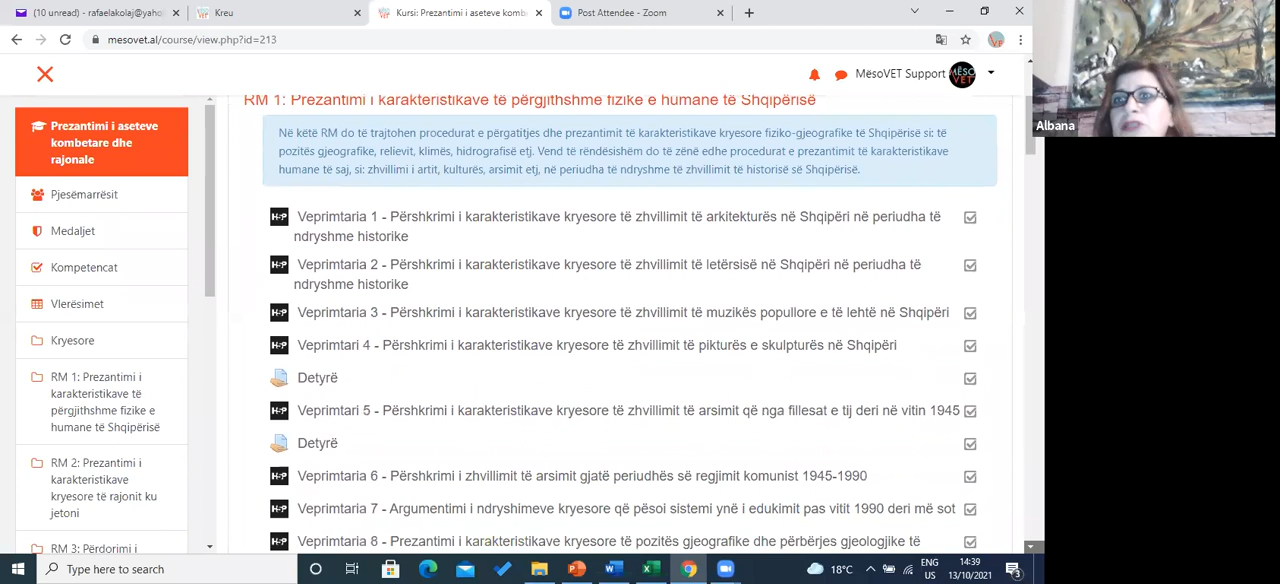 (10 unread) - rafaelakolaj@yaho
Kreu
Kursi: Prezantimi i aseteve kombe
Post Attendee - Zoom
mesovet.al/course/view.php?id=213
MësoVET Support
MËSO
VET
Albana
Prezantimi i aseteve
kombetare dhe
rajonale
Pjesëmarrësit
Medaljet
Kompetencat
Vlerësimet
Kryesore
RM 1: Prezantimi i
karakteristikave të
përgjithshme fizike e
humane të Shqipërisë
RM 2: Prezantimi i
karakteristikave
kryesore të rajonit ku
jetoni
RM 3: Përdorimi i
RM 1: Prezantimi i karakteristikave të përgjithshme fizike e humane të Shqipërisë
Në këtë RM do të trajtohen procedurat e përgatitjes dhe prezantimit të karakteristikave kryesore fiziko-gjeografike të Shqipërisë si: të
pozitës gjeografike, relievit, klimës, hidrografisë etj. Vend të rëndësishëm do të zënë edhe procedurat e prezantimit të karakteristikave
humane të saj, si: zhvillimi i artit, kulturës, arsimit etj, në periudha të ndryshme të zhvillimit të historisë së Shqipërisë.
H-P Veprimtaria 1 - Përshkrimi i karakteristikave kryesore të zhvillimit të arkitekturës në Shqipëri në periudha të
ndryshme historike
H-P Veprimtaria 2 - Përshkrimi i karakteristikave kryesore të zhvillimit të letërsisë në Shqipëri në periudha të
ndryshme historike
H-P Veprimtaria 3 - Përshkrimi i karakteristikave kryesore të zhvillimit të muzikës popullore e të lehtë në Shqipëri
H-P Veprimtari 4 - Përshkrimi i karakteristikave kryesore të zhvillimit të pikturës e skulpturës në Shqipëri
Detyrë
H-P Veprimtari 5 - Përshkrimi i karakteristikave kryesore të zhvillimit të arsimit që nga fillesat e tij deri në vitin 1945
Detyrë
H-P Veprimtaria 6 - Përshkrimi i zhvillimit të arsimit gjatë periudhës së regjimit komunist 1945-1990
H-P Veprimtaria 7 - Argumentimi i ndryshimeve kryesore që pësoi sistemi ynë i edukimit pas vitit 1990 deri më sot
H-P Veprimtaria 8 - Prezantimi i karakteristikave kryesore të pozitës gjeografike dhe përbërjes gjeologjike të
Type here to search
18°C
ENG
US
14:39
13/10/2021
3